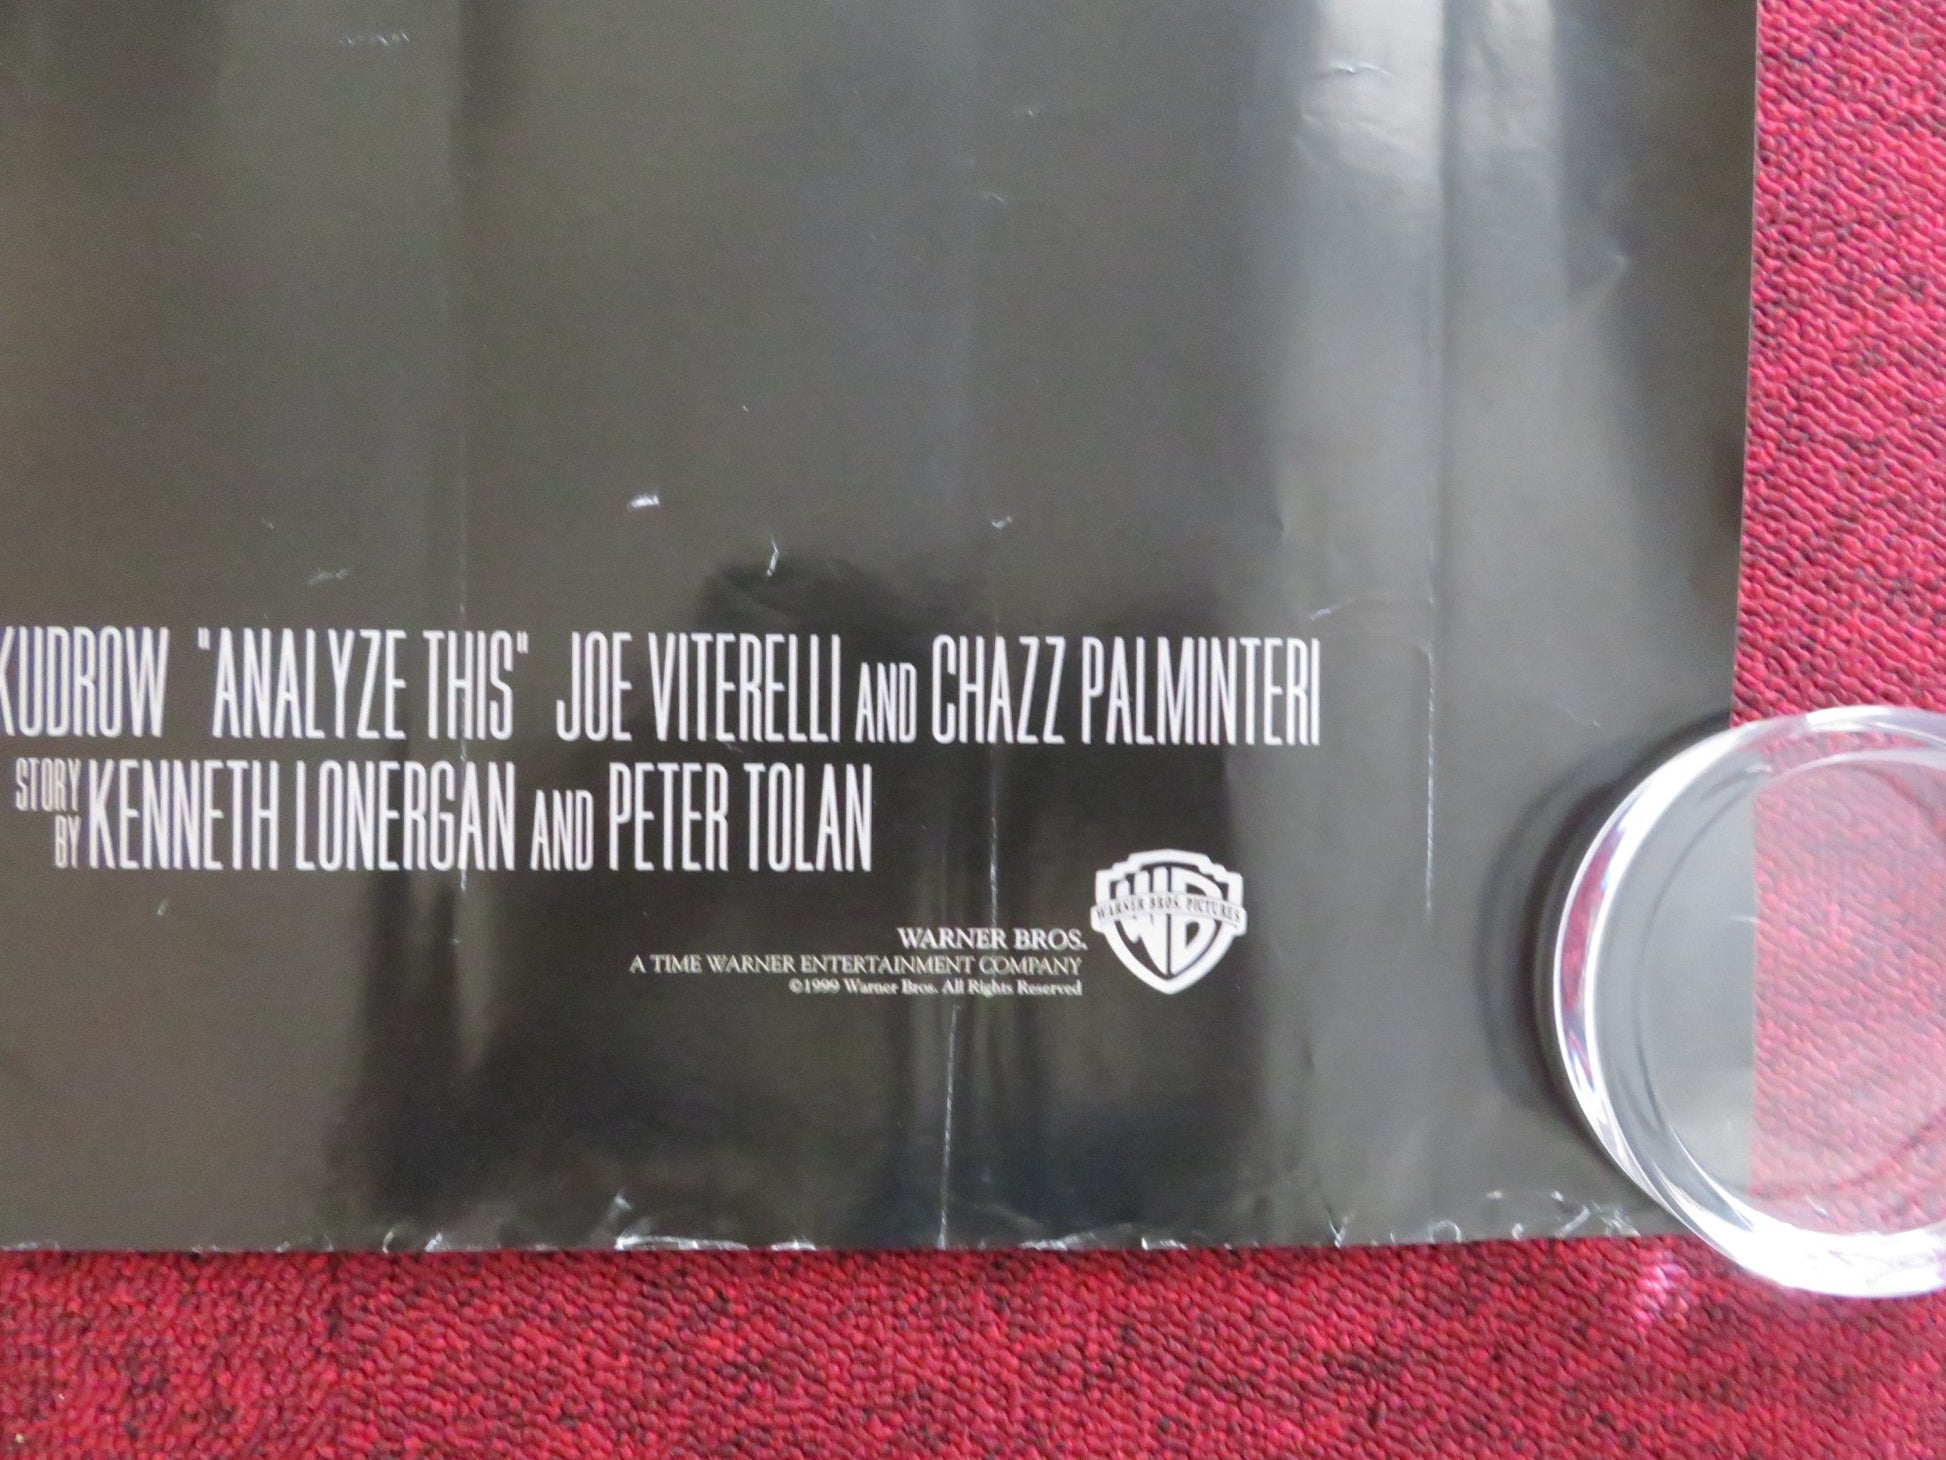 KUDROW "ANALYZE THIS" JOE VITERELLI AND CHAZZ PALMINTERI
STORY BY KENNETH LONERGAN AND PETER TOLAN
WARNER BROS.
A TIME WARNER ENTERTAINMENT COMPANY
©1999 Warner Bros. All Rights Reserved
WB
WARNER BROS. PICTURES